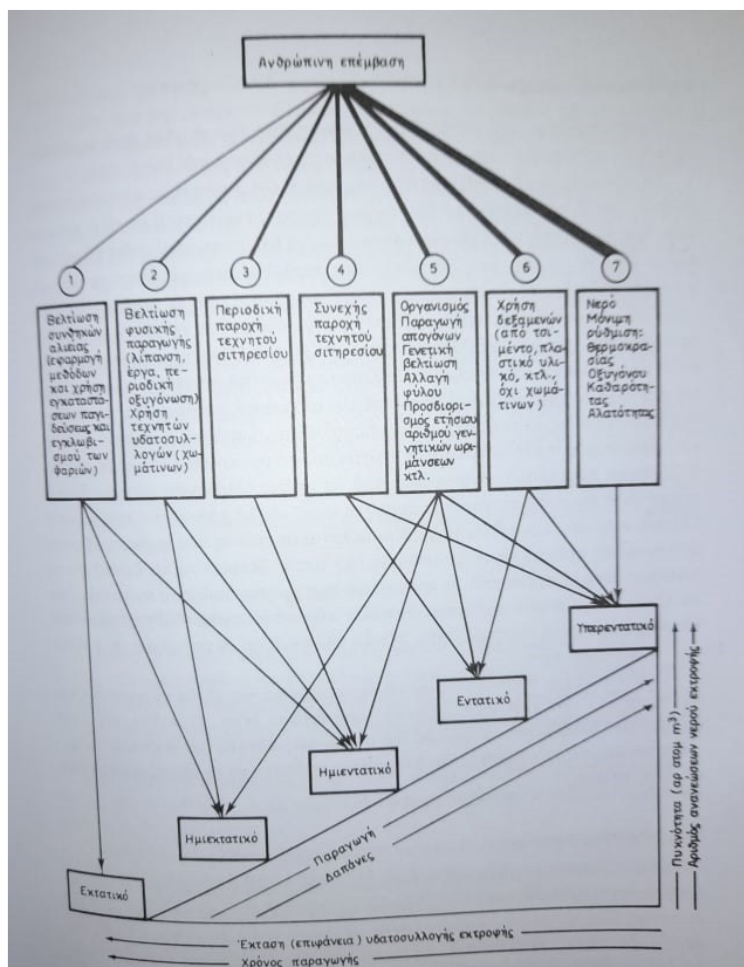 Ανθρώπινη επέμβαση
1
2
3
4
5
6
7
Βελτίωση
συνθηκών
αλιείας
(εφαρμογή
μεθόδων
και χρήση
εγκαταστά-
σεων παγι-
δεύσεως και
εγκλωβι-
σμού των
ψαριών)
Βελτίωση
φυσικής
παραγωγής
(λίπανση,
έργα, πε-
ριοδική
οξυγόνωση)
Χρήση
τεχνητών
υδατοσυλ-
λογών (χω-
μάτινων)
Περιοδική
παροχή
τεχνητού
σιτηρεσίου
Συνεχής
παροχή
τεχνητού
σιτηρεσίου
Οργανισμός
Παραγωγή
απογόνων
Γενετική
βελτίωση
Αλλαγή
φύλου
Προσδιορι-
σμός ετήσιου
αριθμού γεν-
νητικών ωρι-
μάνσεων
κτλ.
Χρήση
δεξαμενών
(από τσι-
μέντο, πλα-
στικό υλι-
κό, κτλ.,
όχι χωμά-
τινων)
Νερό
Μόνιμη
ρύθμιση:
Θερμοκρα-
σίας
Οξυγόνου
Καθαρότη-
τας
Αλατότητας
Υπερεντατικό
Εντατικό
Ημιεντατικό
Ημιεκτατικό
Εκτατικό
Παραγωγή
Δαπάνες
Πυκνότητα (αρ ατομ m³)
Αριθμός ανανεώσεων νερού εκτροφής
Έκταση (επιφάνεια) υδατοσυλλογής εκτροφής
Χρόνος παραγωγής